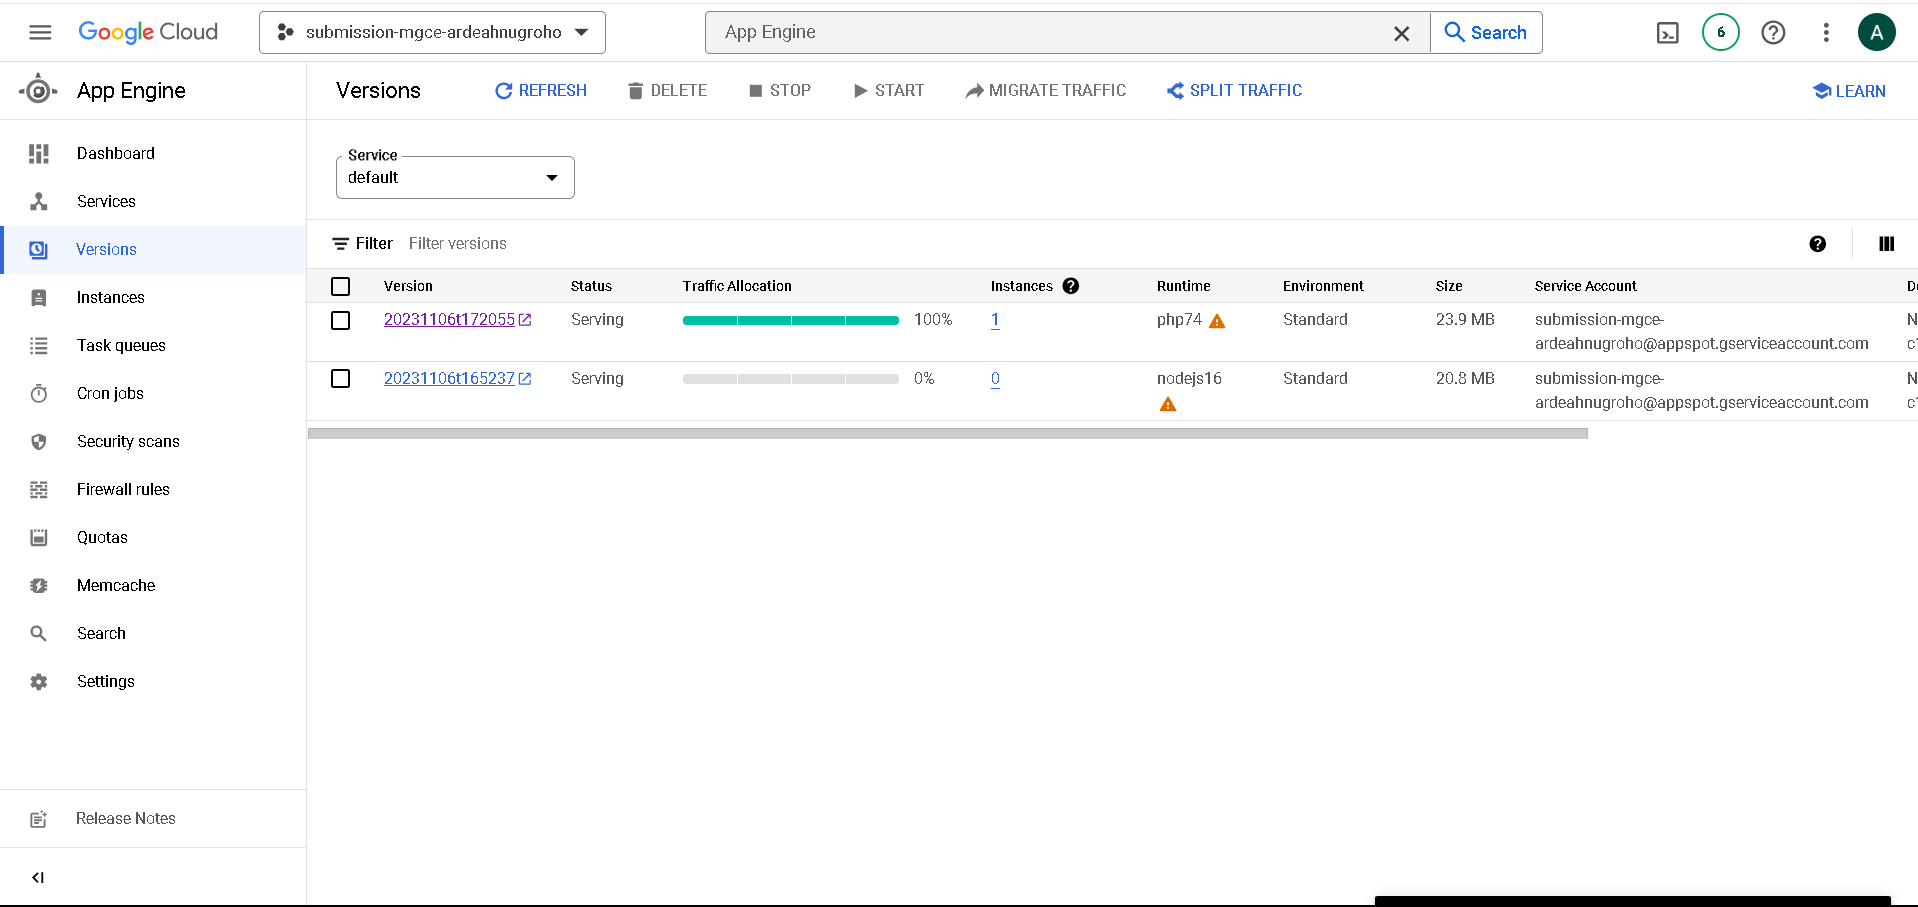 Google Cloud
submission-mgce-ardeahnugroho
App Engine
Search
6
A
App Engine
Versions
REFRESH
DELETE
STOP
START
MIGRATE TRAFFIC
SPLIT TRAFFIC
LEARN
Dashboard
Services
Versions
Instances
Task queues
Cron jobs
Security scans
Firewall rules
Quotas
Memcache
Search
Settings
Release Notes
Service
default
Filter Filter versions
Version Status Traffic Allocation Instances Runtime Environment Size Service Account
20231106t172055 Serving 100% 1 php74 Standard 23.9 MB submission-mgce-
ardeahnugroho@appspot.gserviceaccount.com
20231106t165237 Serving 0% 0 nodejs16 Standard 20.8 MB submission-mgce-
ardeahnugroho@appspot.gserviceaccount.com